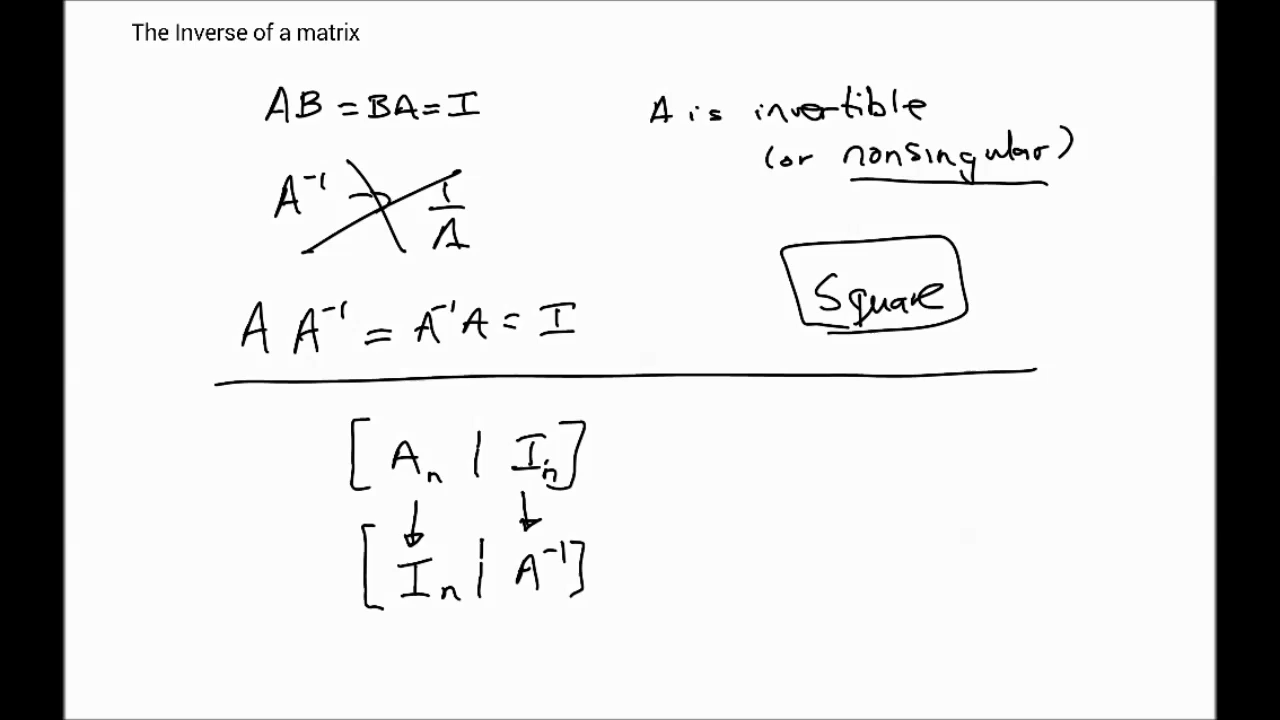 The Inverse of a matrix
AB = BA = I
A is invertible
(or nonsingular)
A⁻¹ = 1/A
Square
A A⁻¹ = A⁻¹A = I
[ Aₙ | Iₙ ]
[ Iₙ | A⁻¹ ]